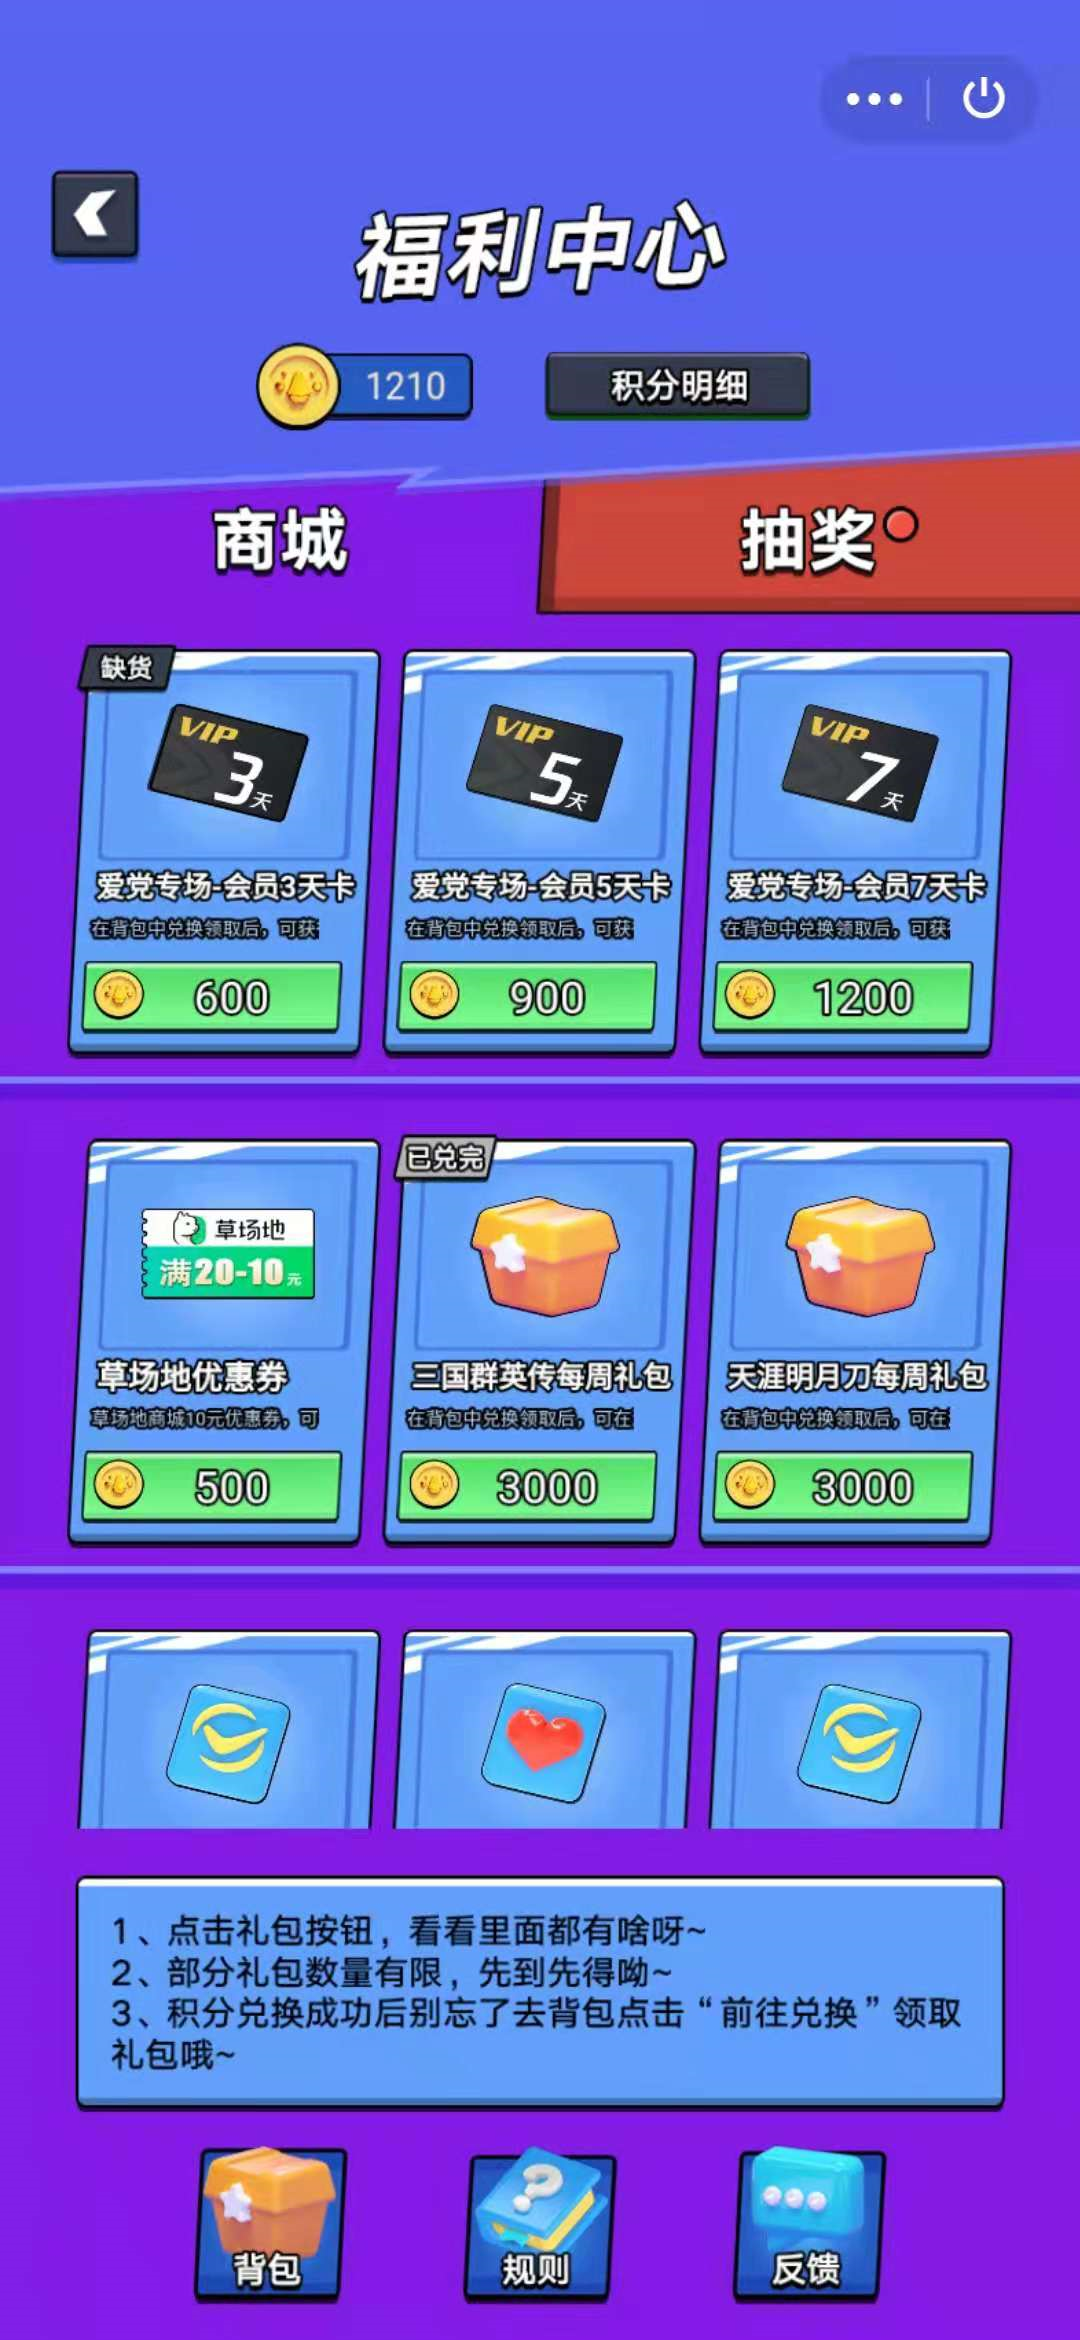 福利中心
1210
积分明细
商城
抽奖
缺货
VIP
3天
VIP
5天
VIP
7天
爱党专场-会员3天卡
爱党专场-会员5天卡
爱党专场-会员7天卡
在背包中兑换领取后，可获
在背包中兑换领取后，可获
在背包中兑换领取后，可获
600
900
1200
已兑完
草场地
满20-10元
草场地优惠券
三国群英传每周礼包
天涯明月刀每周礼包
草场地商城10元优惠券，可
在背包中兑换领取后，可在
在背包中兑换领取后，可在
500
3000
3000
1、点击礼包按钮，看看里面都有啥呀~
2、部分礼包数量有限，先到先得呦~
3、积分兑换成功后别忘了去背包点击“前往兑换”领取
礼包哦~
背包
规则
反馈